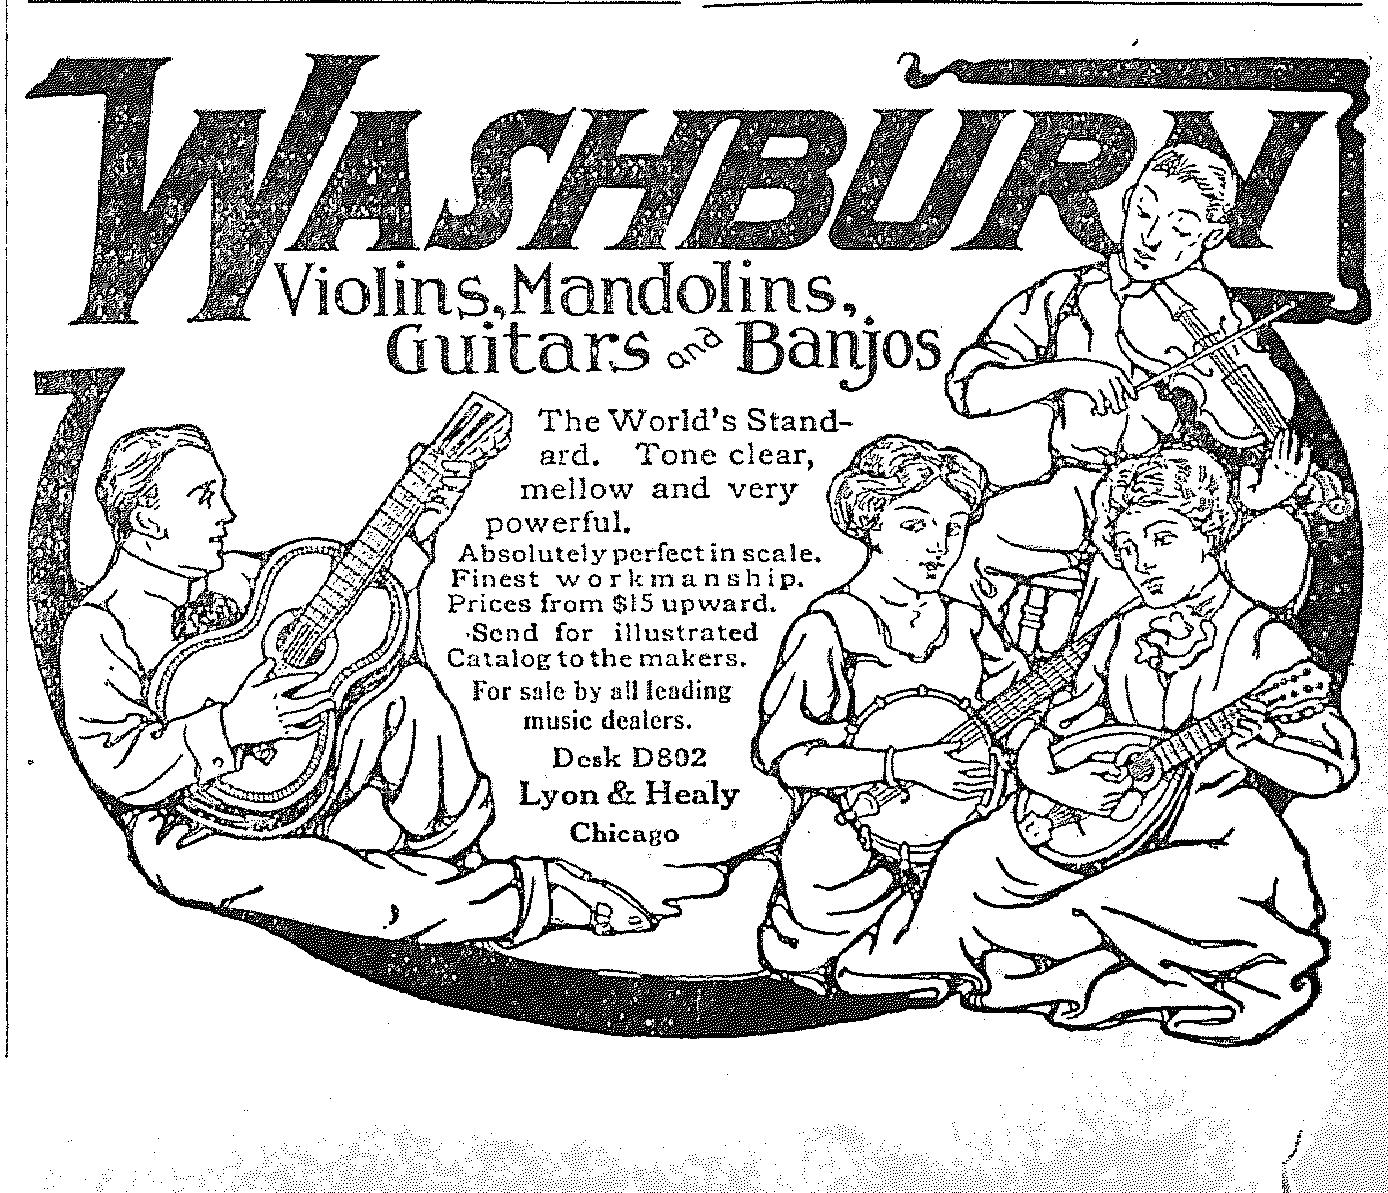 WASHBURN
Violins, Mandolins,
Guitars and Banjos
The World's Stand-
ard. Tone clear,
mellow and very
powerful.
Absolutely perfect in scale.
Finest workmanship.
Prices from $15 upward.
Send for illustrated
Catalog to the makers.
For sale by all leading
music dealers.
Desk D802
Lyon & Healy
Chicago